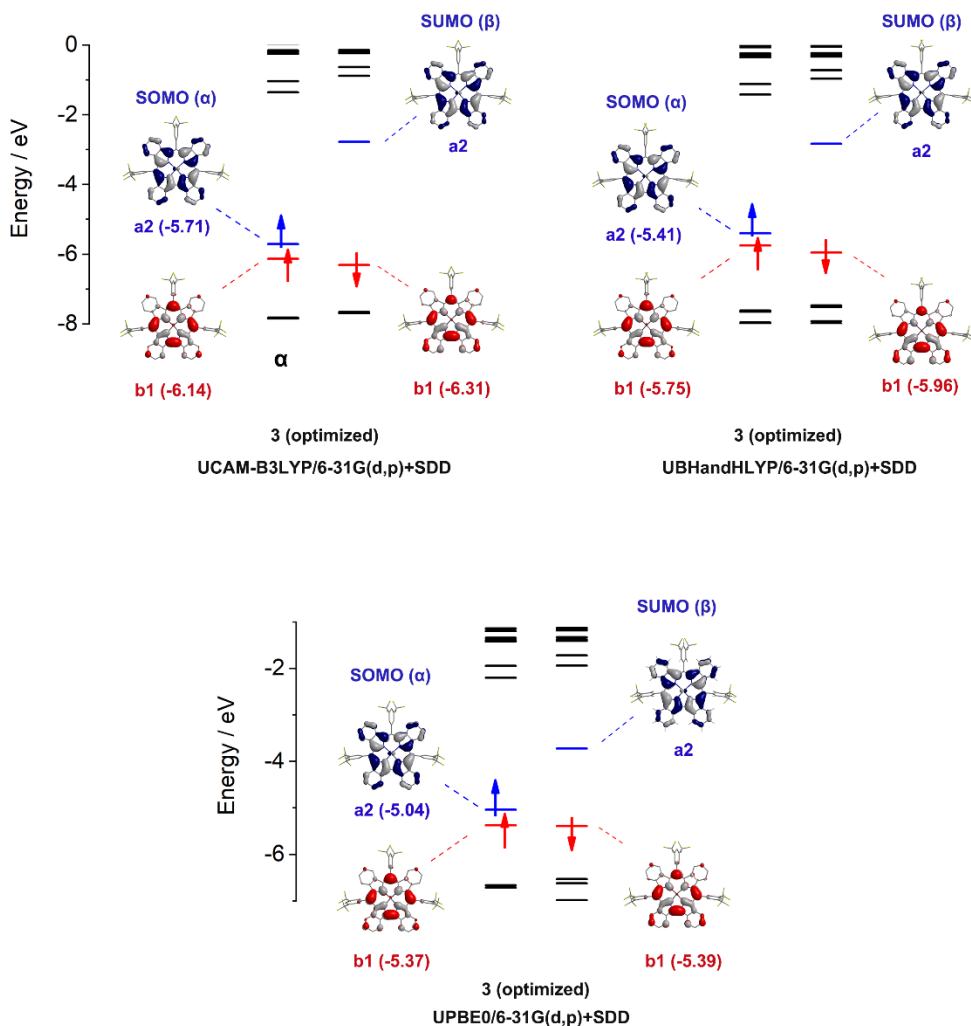 SUMO (β)
SOMO (α)
a2
a2 (-5.71)
b1 (-6.14)
α
b1 (-6.31)
Energy / eV
0
-2
-4
-6
-8
3 (optimized)
UCAM-B3LYP/6-31G(d,p)+SDD
SUMO (β)
SOMO (α)
a2
a2 (-5.41)
b1 (-5.75)
b1 (-5.96)
3 (optimized)
UBHandHLYP/6-31G(d,p)+SDD
SUMO (β)
SOMO (α)
a2
a2 (-5.04)
b1 (-5.37)
b1 (-5.39)
Energy / eV
-2
-4
-6
3 (optimized)
UPBE0/6-31G(d,p)+SDD